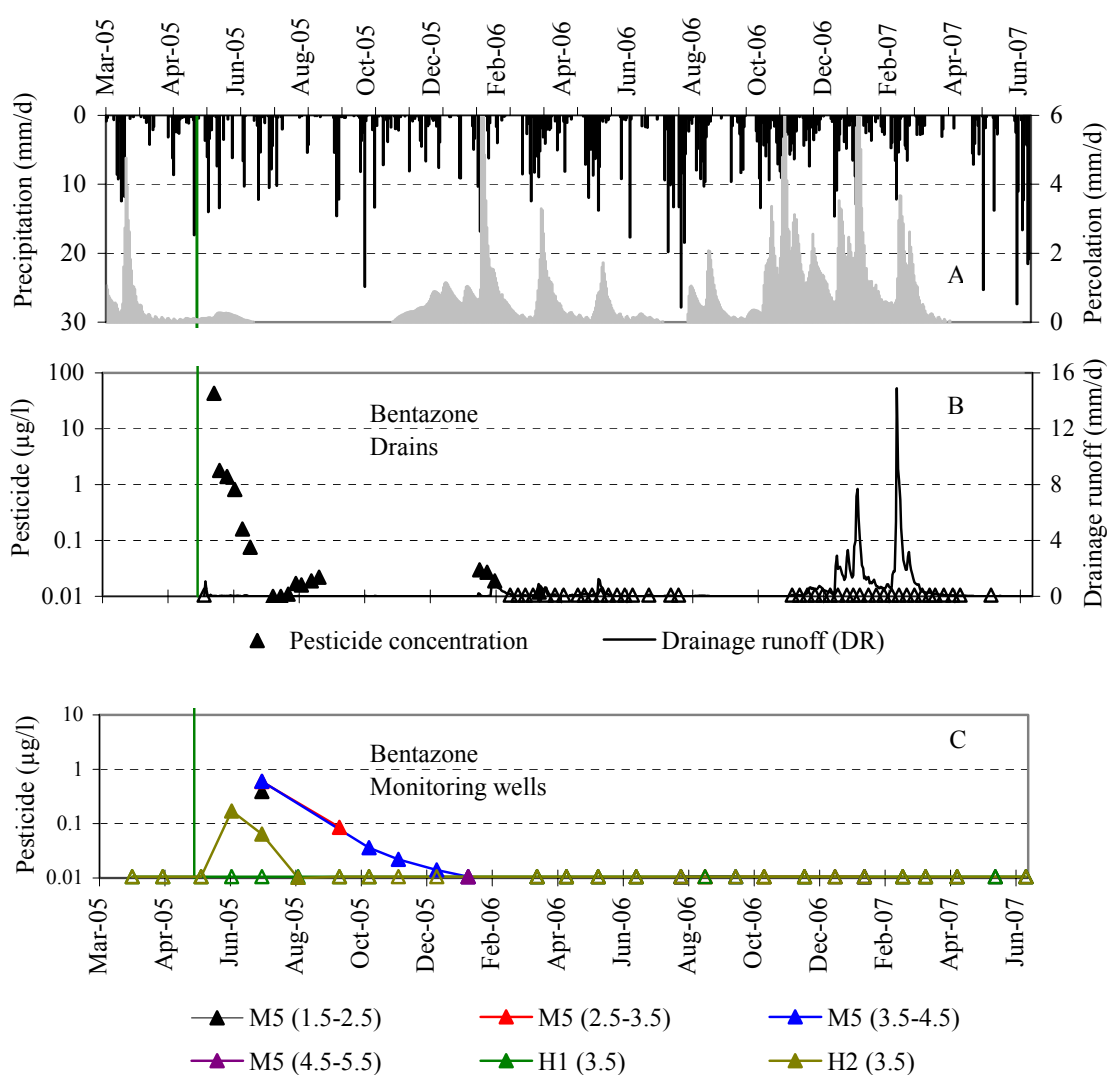 Mar-05 Apr-05 Jun-05 Aug-05 Oct-05 Dec-05 Feb-06 Apr-06 Jun-06 Aug-06 Oct-06 Dec-06 Feb-07 Apr-07 Jun-07
Precipitation (mm/d)
0
10
20
30
A
6
4
2
0
Percolation (mm/d)
Pesticide (µg/l)
100
10
1
0.1
0.01
Bentazone
Drains
B
16
12
8
4
0
Drainage runoff (mm/d)
Pesticide concentration
Drainage runoff (DR)
Pesticide (µg/l)
10
1
0.1
0.01
Bentazone
Monitoring wells
C
Mar-05 Apr-05 Jun-05 Aug-05 Oct-05 Dec-05 Feb-06 Apr-06 Jun-06 Aug-06 Oct-06 Dec-06 Feb-07 Apr-07 Jun-07
M5 (1.5-2.5) M5 (2.5-3.5) M5 (3.5-4.5)
M5 (4.5-5.5) H1 (3.5) H2 (3.5)